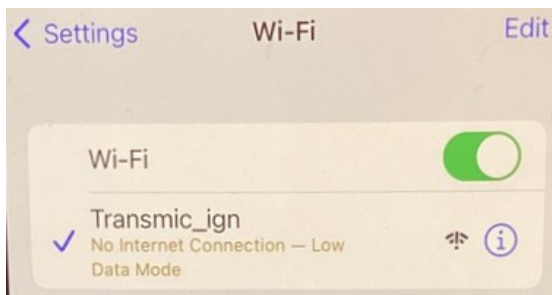 Settings
Wi-Fi
Edit
Wi-Fi
Transmic_ign
No Internet Connection — Low
Data Mode